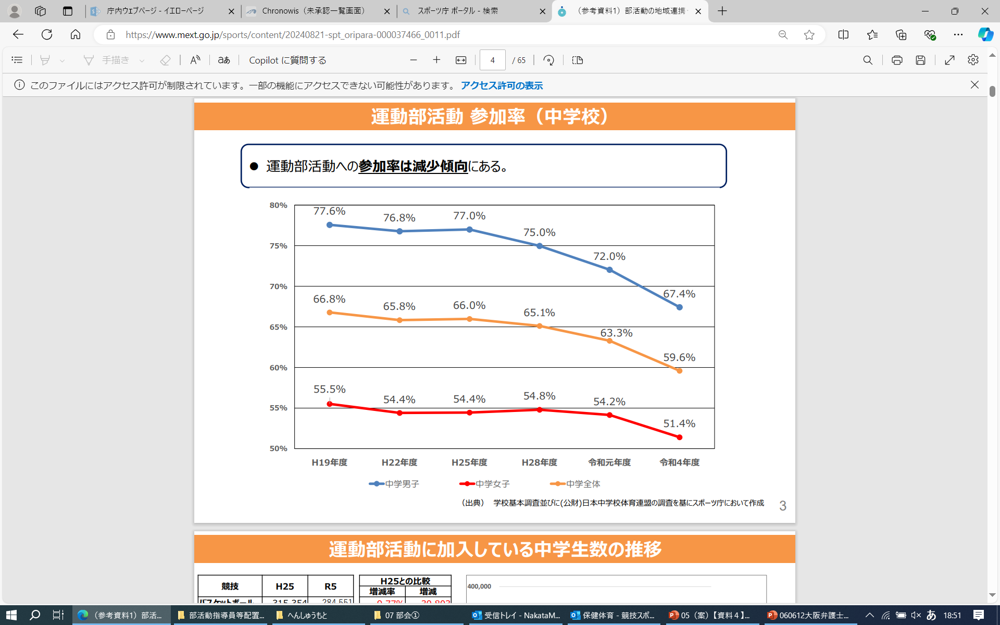 庁内ウェブページ - イエローページ
Chronowis（未承認一覧画面）
スポーツ庁 ポータル - 検索
（参考資料1）部活動の地域連携
https://www.mext.go.jp/sports/content/20240821-spt_oripara-000037466_0011.pdf
手描き
aあ
Copilot に質問する
4 / 65
このファイルにはアクセス許可が制限されています。一部の機能にアクセスできない可能性があります。 アクセス許可の表示
運動部活動 参加率（中学校）
● 運動部活動への参加率は減少傾向にある。
80%
75%
70%
65%
60%
55%
50%
77.6%
76.8%
77.0%
75.0%
72.0%
67.4%
66.8%
65.8%
66.0%
65.1%
63.3%
59.6%
55.5%
54.4%
54.4%
54.8%
54.2%
51.4%
H19年度 H22年度 H25年度 H28年度 令和元年度 令和4年度
中学男子 中学女子 中学全体
（出典） 学校基本調査並びに(公財)日本中学校体育連盟の調査を基にスポーツ庁において作成
3
運動部活動に加入している中学生数の推移
競技 H25 R5
H25との比較
増減率 増減
バスケットボール 315,354 284,551
400,000
（参考資料1）部活...
部活動指導員等配置...
へんしゅうもと
07 部会①
受信トレイ - NakataM...
保健体育 - 競技スポ...
05（案）【資料４】...
060612大阪弁護士...
あ
18:51